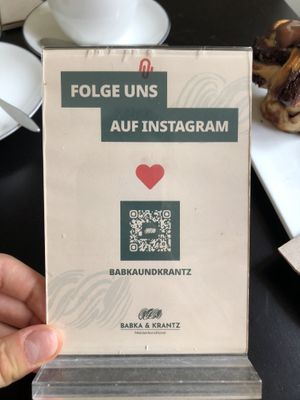 FOLGE UNS
AUF INSTAGRAM
BABKAUNDKRANTZ
BABKA & KRANTZ